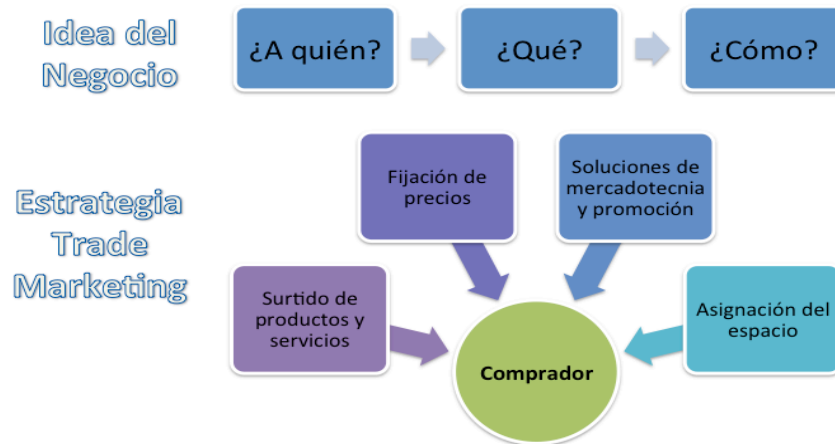 Idea del
Negocio
¿A quién?
¿Qué?
¿Cómo?
Estrategia
Trade
Marketing
Surtido de
productos y
servicios
Fijación de
precios
Soluciones de
mercadotecnia
y promoción
Asignación del
espacio
Comprador